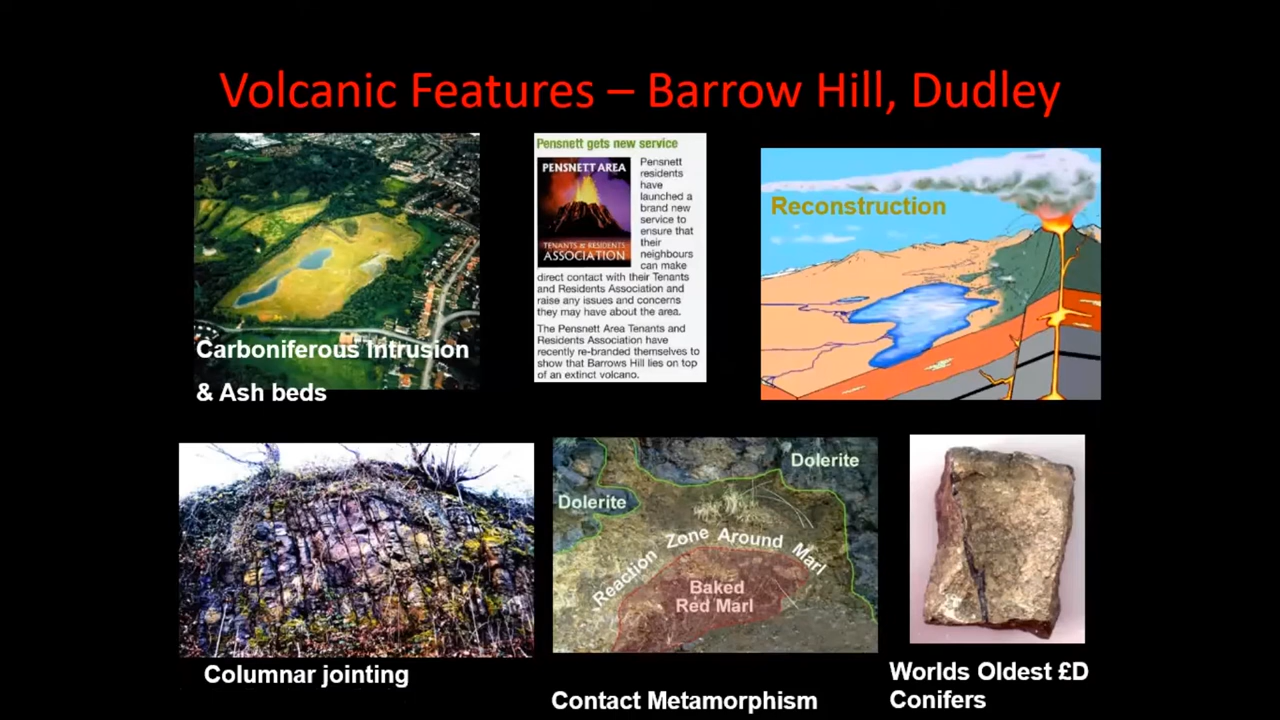 Volcanic Features – Barrow Hill, Dudley
Carboniferous Intrusion
& Ash beds
Pensnett gets new service
PENSNETT AREA
TENANTS & RESIDENTS
ASSOCIATION
Pensnett
residents
have
launched a
brand new
service to
ensure that
their
neighbours
can make
direct contact with their Tenants
and Residents Association and
raise any issues and concerns
they may have about the area.
The Pensnett Area Tenants and
Residents Association have
recently re-branded themselves to
show that Barrows Hill lies on top
of an extinct volcano.
Reconstruction
Columnar jointing
Dolerite
Dolerite
Reaction Zone Around Marl
Baked
Red Marl
Contact Metamorphism
Worlds Oldest £D
Conifers